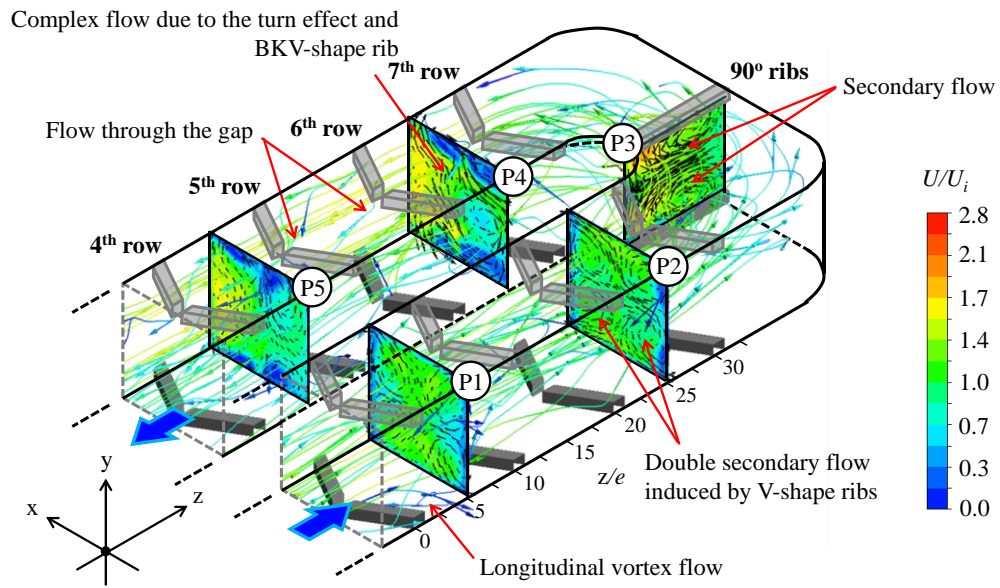 Complex flow due to the turn effect and
BKV-shape rib
7th row
90o ribs
Secondary flow
Flow through the gap
6th row
P3
P4
5th row
U/Ui
2.8
4th row
P2
2.1
P5
1.7
1.4
P1
30
1.0
25
0.7
20
0.3
15
0.0
z/e
10
Double secondary flow
induced by V-shape ribs
5
0
Longitudinal vortex flow
y
x
z